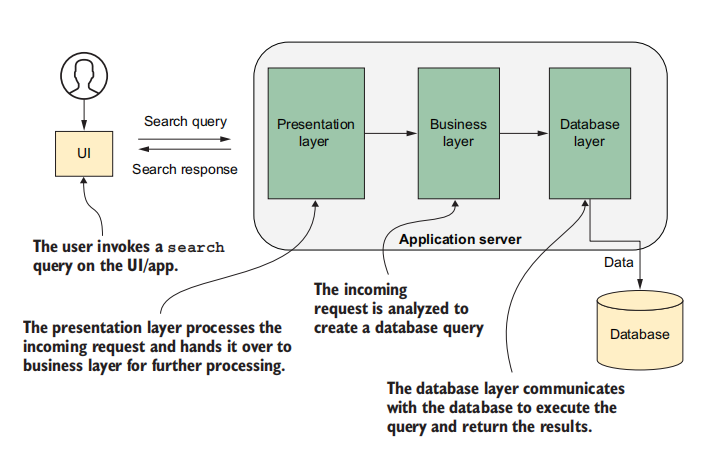 Search query
Search response
UI
Presentation
layer
Business
layer
Database
layer
Application server
The user invokes a search
query on the UI/app.
Data
The incoming
request is analyzed to
create a database query
The presentation layer processes the
incoming request and hands it over to
business layer for further processing.
Database
The database layer communicates
with the database to execute the
query and return the results.